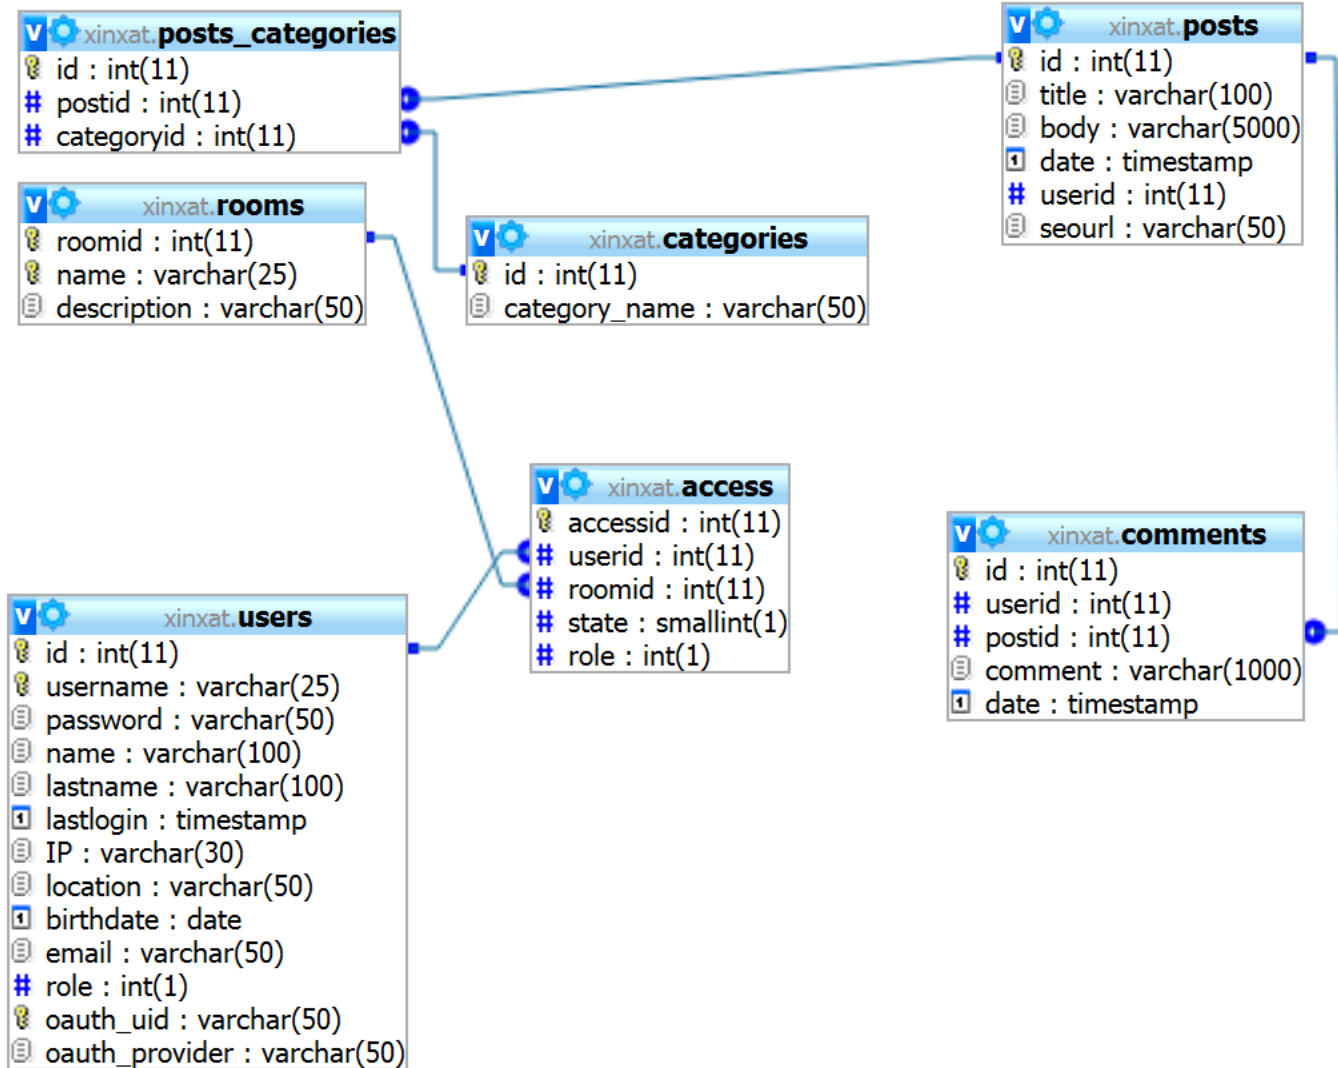 xinxat.posts_categories
id : int(11)
postid : int(11)
categoryid : int(11)
xinxat.posts
id : int(11)
title : varchar(100)
body : varchar(5000)
date : timestamp
userid : int(11)
seourl : varchar(50)
xinxat.rooms
roomid : int(11)
name : varchar(25)
description : varchar(50)
xinxat.categories
id : int(11)
category_name : varchar(50)
xinxat.access
accessid : int(11)
userid : int(11)
roomid : int(11)
state : smallint(1)
role : int(1)
xinxat.comments
id : int(11)
userid : int(11)
postid : int(11)
comment : varchar(1000)
date : timestamp
xinxat.users
id : int(11)
username : varchar(25)
password : varchar(50)
name : varchar(100)
lastname : varchar(100)
lastlogin : timestamp
IP : varchar(30)
location : varchar(50)
birthdate : date
email : varchar(50)
role : int(1)
oauth_uid : varchar(50)
oauth_provider : varchar(50)